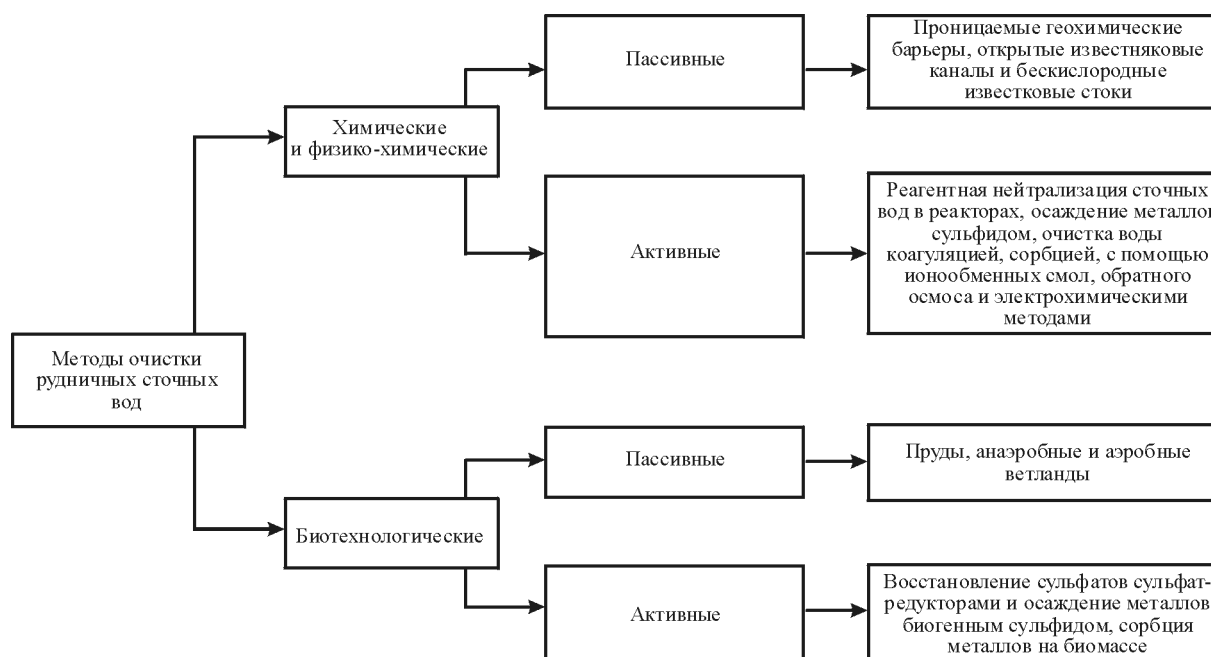 Методы очистки
рудничных сточных
вод
Химические
и физико-химические
Пассивные
Проницаемые геохимические
барьеры, открытые известняковые
каналы и бескислородные
известковые стоки
Активные
Реагентная нейтрализация сточных
вод в реакторах, осаждение металлов
сульфидом, очистка воды
коагуляцией, сорбцией, с помощью
ионообменных смол, обратного
осмоса и электрохимическими
методами
Биотехнологические
Пассивные
Пруды, анаэробные и аэробные
ветланды
Активные
Восстановление сульфатов сульфат-
редукторами и осаждение металлов
биогенным сульфидом, сорбция
металлов на биомассе